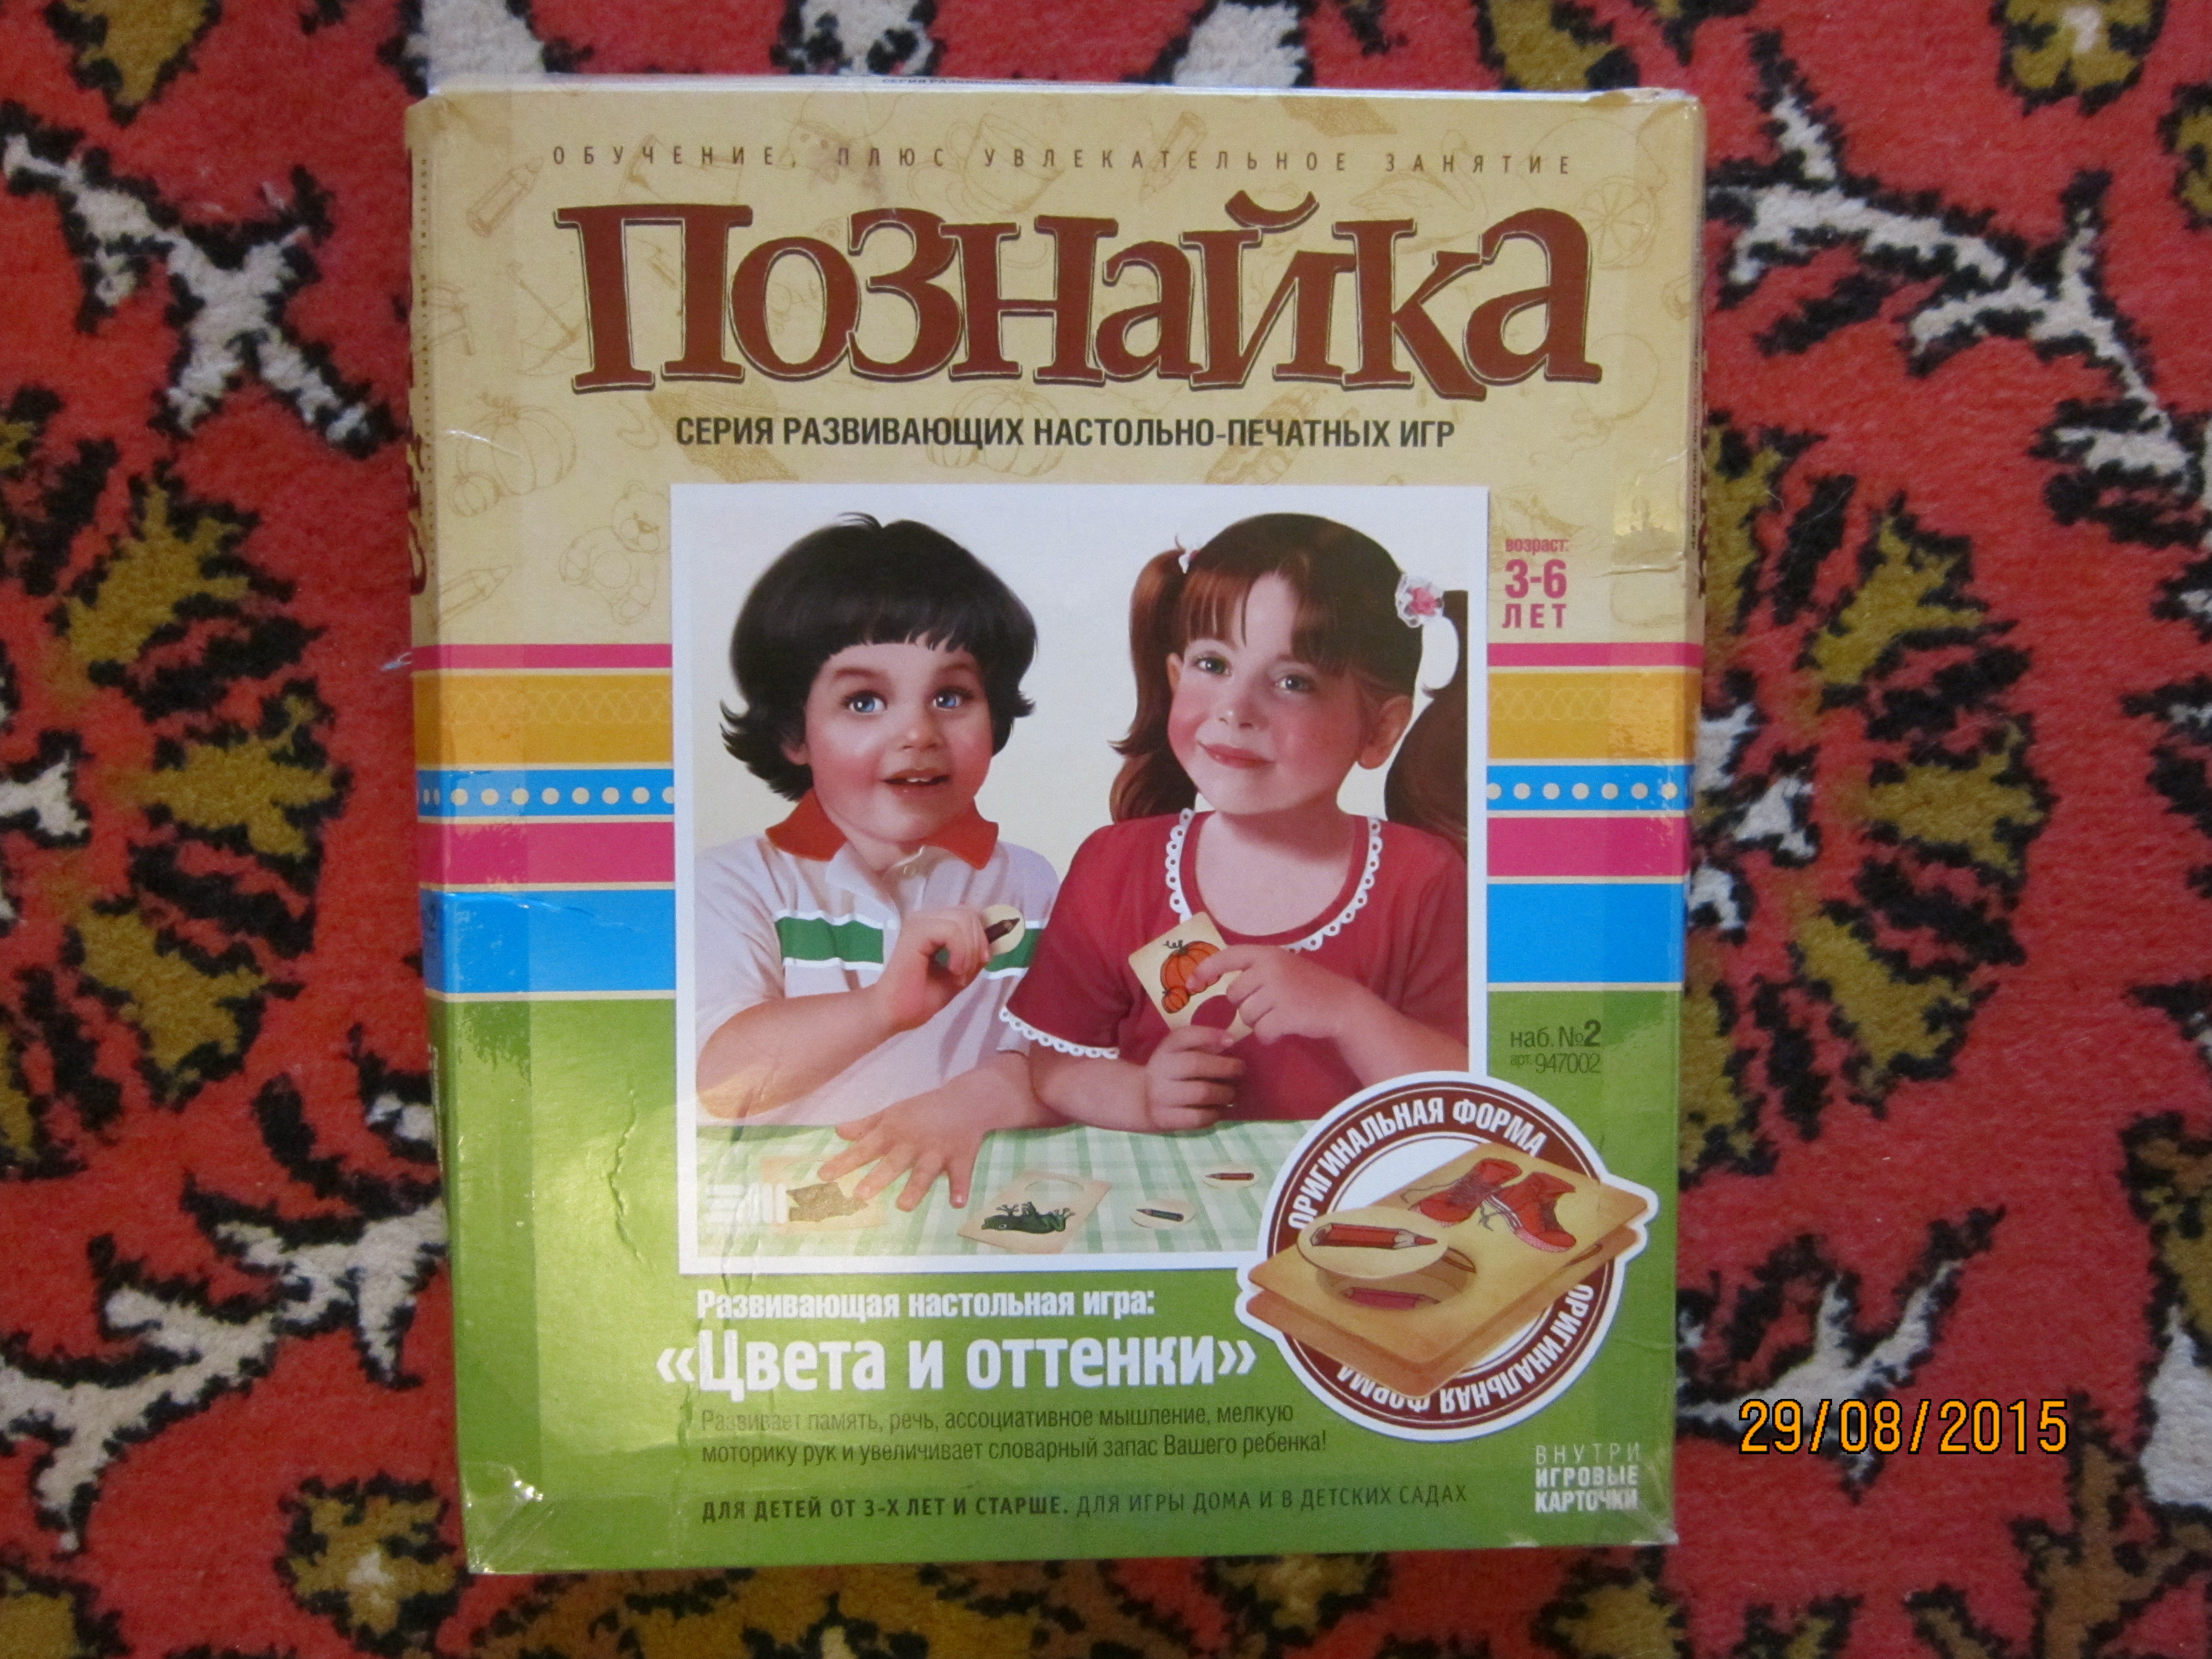 ОБУЧЕНИЕ, ПЛЮС УВЛЕКАТЕЛЬНОЕ ЗАНЯТИЕ
Познайка
СЕРИЯ РАЗВИВАЮЩИХ НАСТОЛЬНО-ПЕЧАТНЫХ ИГР
возраст:
3-6
ЛЕТ
наб. №2
арт. 947002
ОРИГИНАЛЬНАЯ ФОРМА
ОРИГИНАЛЬНАЯ ФОРМА
Развивающая настольная игра:
«Цвета и оттенки»
Развивает память, речь, ассоциативное мышление, мелкую
моторику рук и увеличивает словарный запас Вашего ребенка!
ДЛЯ ДЕТЕЙ ОТ 3-Х ЛЕТ И СТАРШЕ. ДЛЯ ИГРЫ ДОМА И В ДЕТСКИХ САДАХ
ВНУТРИ
ИГРОВЫЕ
КАРТОЧКИ
29/08/2015